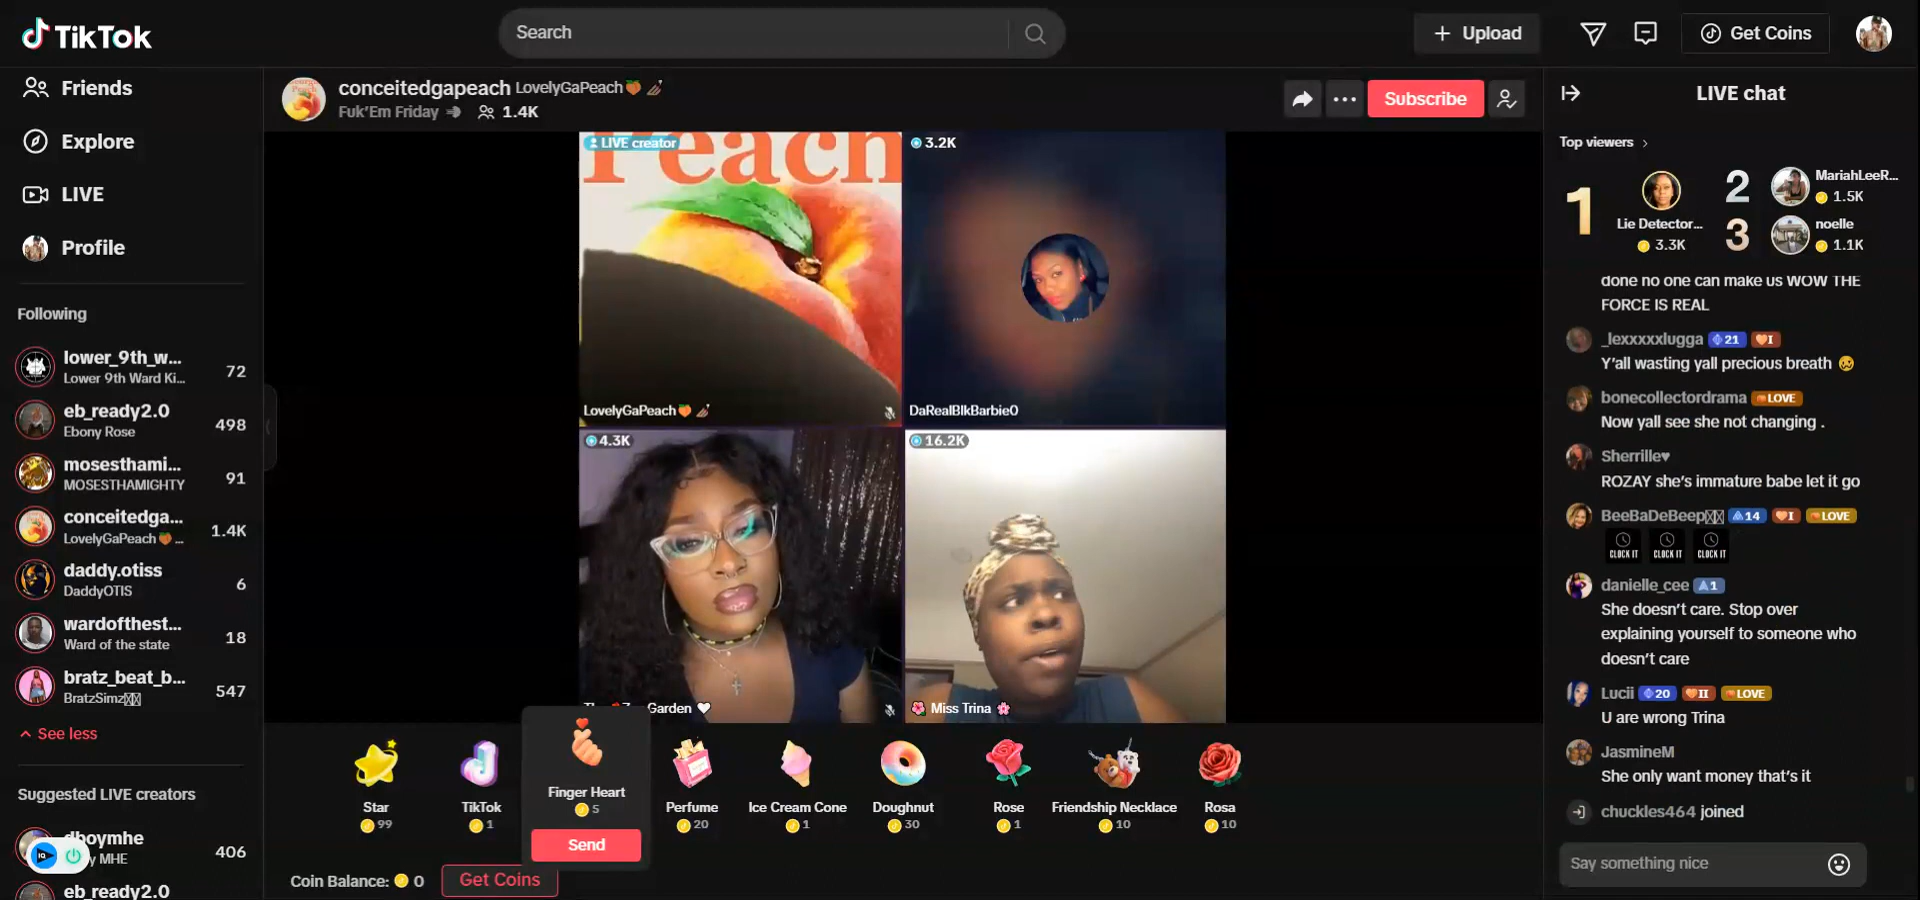 TikTok
Search
Upload
Get Coins
Friends
Explore
LIVE
Profile
Following
lower_9th_w...
Lower 9th Ward Ki...
72
eb_ready2.0
Ebony Rose
498
mosesthami...
MOSESTHAMIGHTY
91
conceitedga...
LovelyGaPeach🍑 ...
1.4K
daddy.otiss
DaddyOTIS
6
wardofthest...
Ward of the state
18
bratz_beat_b...
BratzSimz
547
See less
Suggested LIVE creators
dboymhe
y MHE
406
eb_ready2.0
conceitedgapeach LovelyGaPeach🍑 💅🏾
Fuk'Em Friday 1.4K
Subscribe
Peach
LIVE creator
LovelyGaPeach🍑 💅🏾
3.2K
DaRealBlkBarbie0
4.3K
Garden 🤍
16.2K
🌺 Miss Trina 🌸
Star
99
TikTok
1
Finger Heart
5
Send
Perfume
20
Ice Cream Cone
1
Doughnut
30
Rose
1
Friendship Necklace
10
Rosa
10
Coin Balance: 0
Get Coins
LIVE chat
Top viewers
1
Lie Detector...
3.3K
2
MariahLeeR...
1.5K
3
noelle
1.1K
done no one can make us WOW THE
FORCE IS REAL
_lexxxxxlugga 21 I
Y'all wasting yall precious breath 🥴
bonecollectordrama LOVE
Now yall see she not changing .
Sherrille♥
ROZAY she's immature babe let it go
BeeBaDeBeep 14 I LOVE
CLOCK IT CLOCK IT CLOCK IT
danielle_cee 1
She doesn't care. Stop over
explaining yourself to someone who
doesn't care
Lucii 20 II LOVE
U are wrong Trina
JasmineM
She only want money that's it
chuckles464 joined
Say something nice